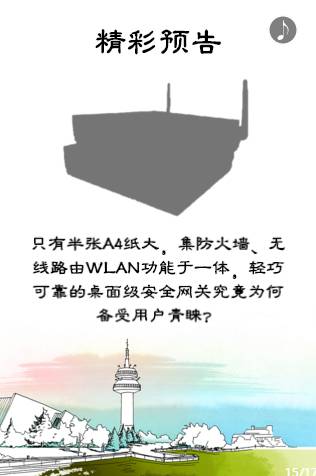 精彩预告
只有半张A4纸大，集防火墙、无
线路由WLAN功能于一体，轻巧
可靠的桌面级安全网关究竟为何
备受用户青睐？
15/17